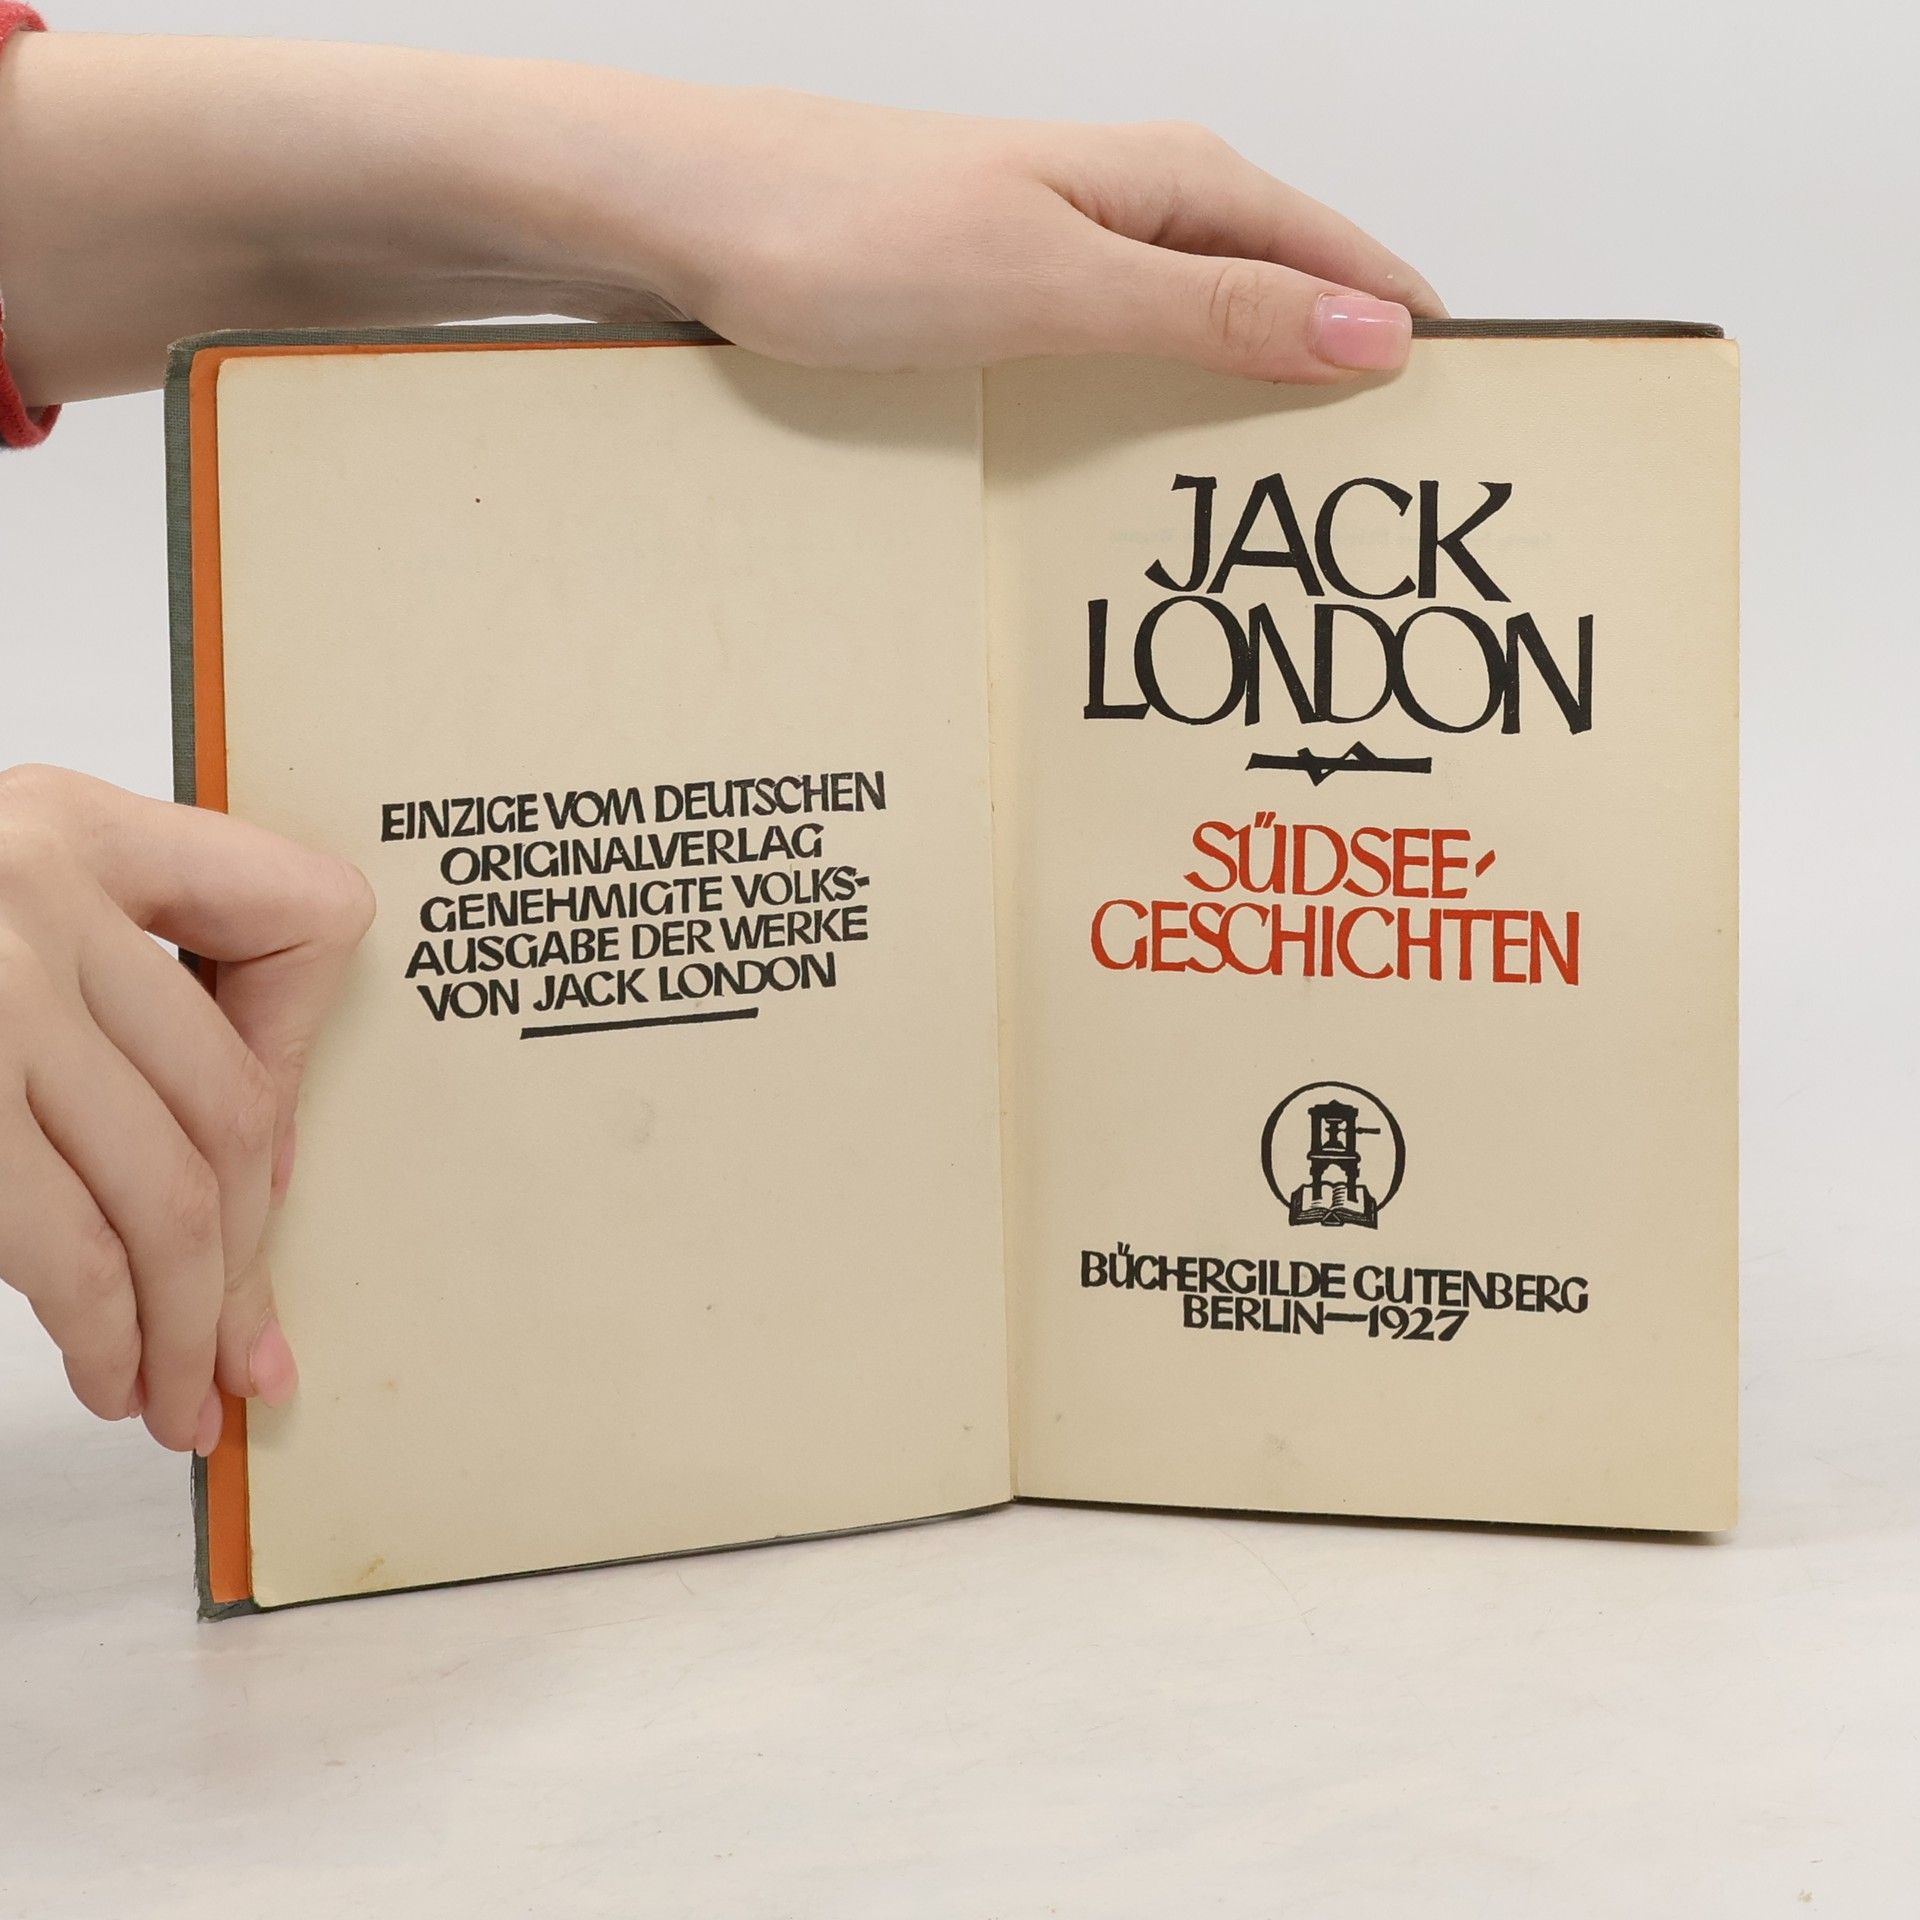 EINZIGE VOM DEUTSCHEN
ORIGINALVERLAG
GENEHMIGTE VOLKS-
AUSGABE DER WERKE
VON JACK LONDON
JACK
LONDON
SÜDSEE-
GESCHICHTEN
BÜCHERGILDE GUTENBERG
BERLIN—1927